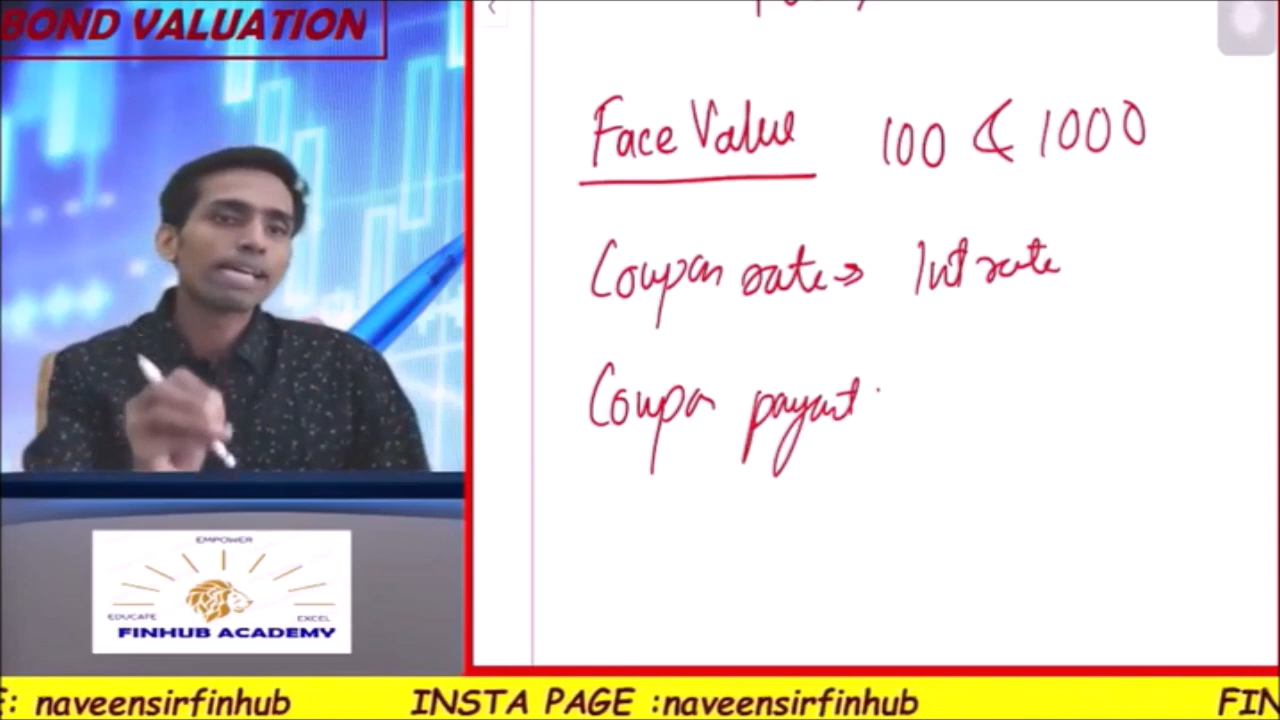 BOND VALUATION
Face Value 100 & 1000
Coupon rate → Int rate
Coupon payout
EMPOWER
EDUCATE EXCEL
FINHUB ACADEMY
E: naveensirfinhub INSTA PAGE :naveensirfinhub FIN